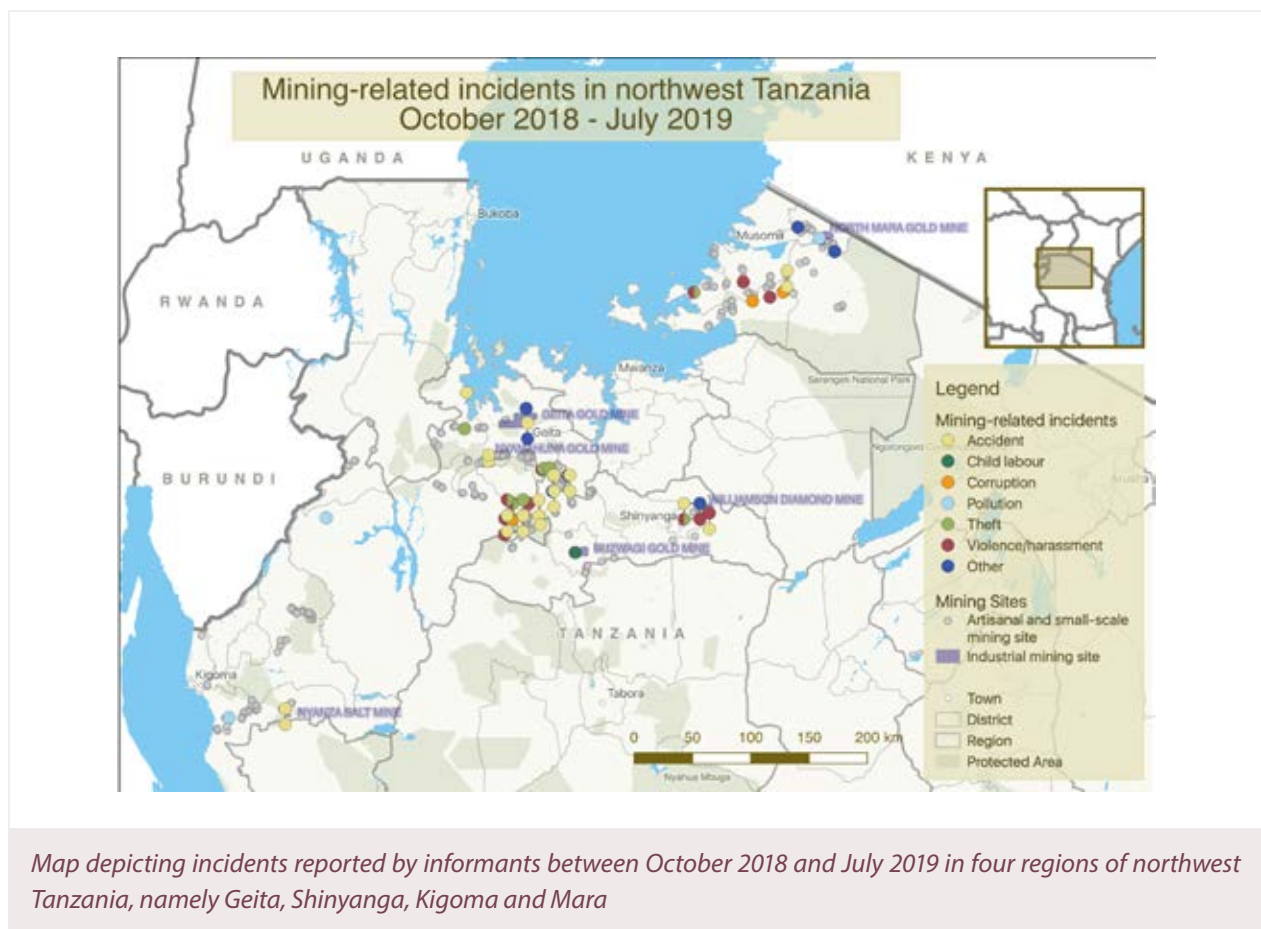 Mining-related incidents in northwest Tanzania
October 2018 - July 2019
UGANDA
KENYA
Bukoba
Musoma
NORTH MARA GOLD MINE
RWANDA
Mwanza
Serengeti National Park
GEITA GOLD MINE
Geita
NYAMAHUNA GOLD MINE
BURUNDI
WILLIAMSON DIAMOND MINE
Shinyanga
BUZWAGI GOLD MINE
TANZANIA
Kigoma
Tabora
NYANZA SALT MINE
0 50 100 150 200 km
Nyahua Mbuga
Legend
Mining-related incidents
Accident
Child labour
Corruption
Pollution
Theft
Violence/harassment
Other
Mining Sites
Artisanal and small-scale
mining site
Industrial mining site
Town
District
Region
Protected Area
Map depicting incidents reported by informants between October 2018 and July 2019 in four regions of northwest
Tanzania, namely Geita, Shinyanga, Kigoma and Mara